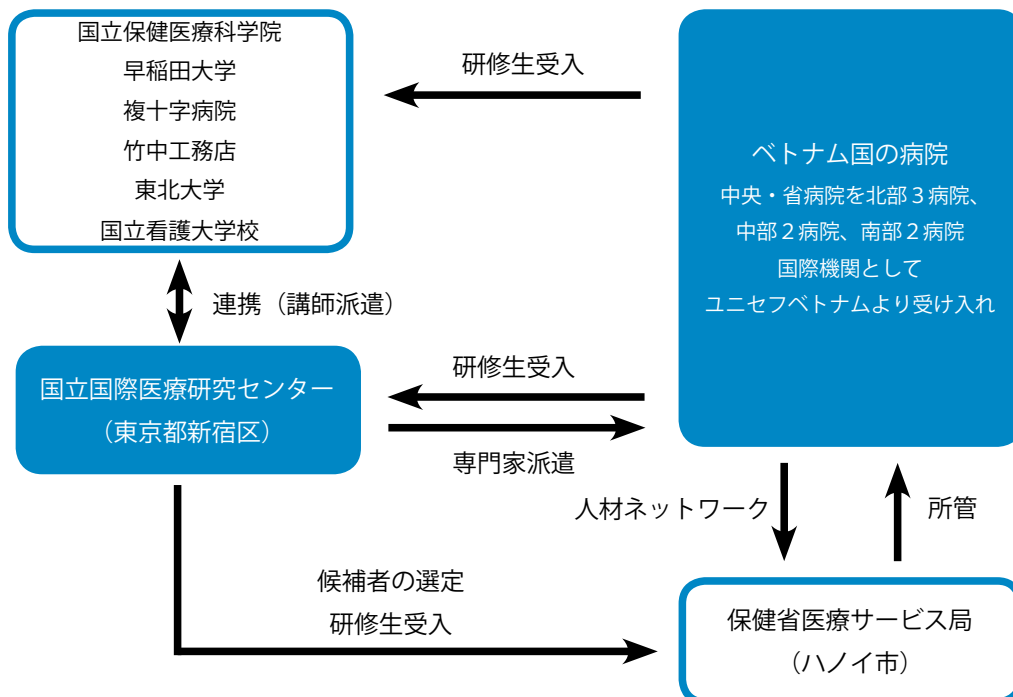 国立保健医療科学院
早稲田大学
複十字病院
竹中工務店
東北大学
国立看護大学校
研修生受入
ベトナム国の病院
中央・省病院を北部３病院、
中部２病院、南部２病院
国際機関として
ユニセフベトナムより受け入れ
連携（講師派遣）
国立国際医療研究センター
（東京都新宿区）
研修生受入
専門家派遣
人材ネットワーク
所管
候補者の選定
研修生受入
保健省医療サービス局
（ハノイ市）